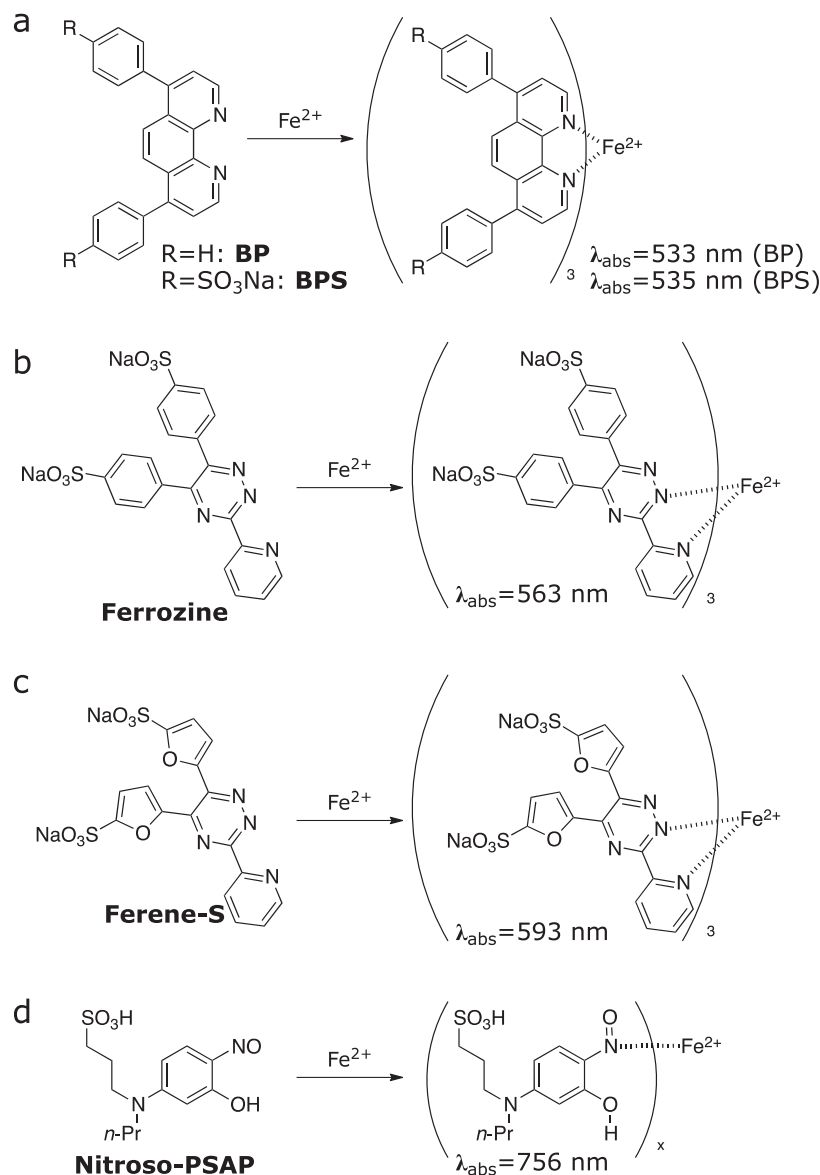 a
R
R
N
N
Fe²⁺
R
R
N
N
Fe²⁺
3
R=H: BP
R=SO₃Na: BPS
λabs=533 nm (BP)
λabs=535 nm (BPS)
b
NaO₃S
NaO₃S
N
N
N
N
Ferrozine
Fe²⁺
NaO₃S
NaO₃S
N
N
N
N
Fe²⁺
λabs=563 nm
3
c
NaO₃S
O
NaO₃S
O
N
N
N
N
Ferene-S
Fe²⁺
NaO₃S
O
NaO₃S
O
N
N
N
N
Fe²⁺
λabs=593 nm
3
d
SO₃H
NO
OH
N
n-Pr
Nitroso-PSAP
Fe²⁺
SO₃H
O
N
Fe²⁺
O
H
N
n-Pr
x
λabs=756 nm